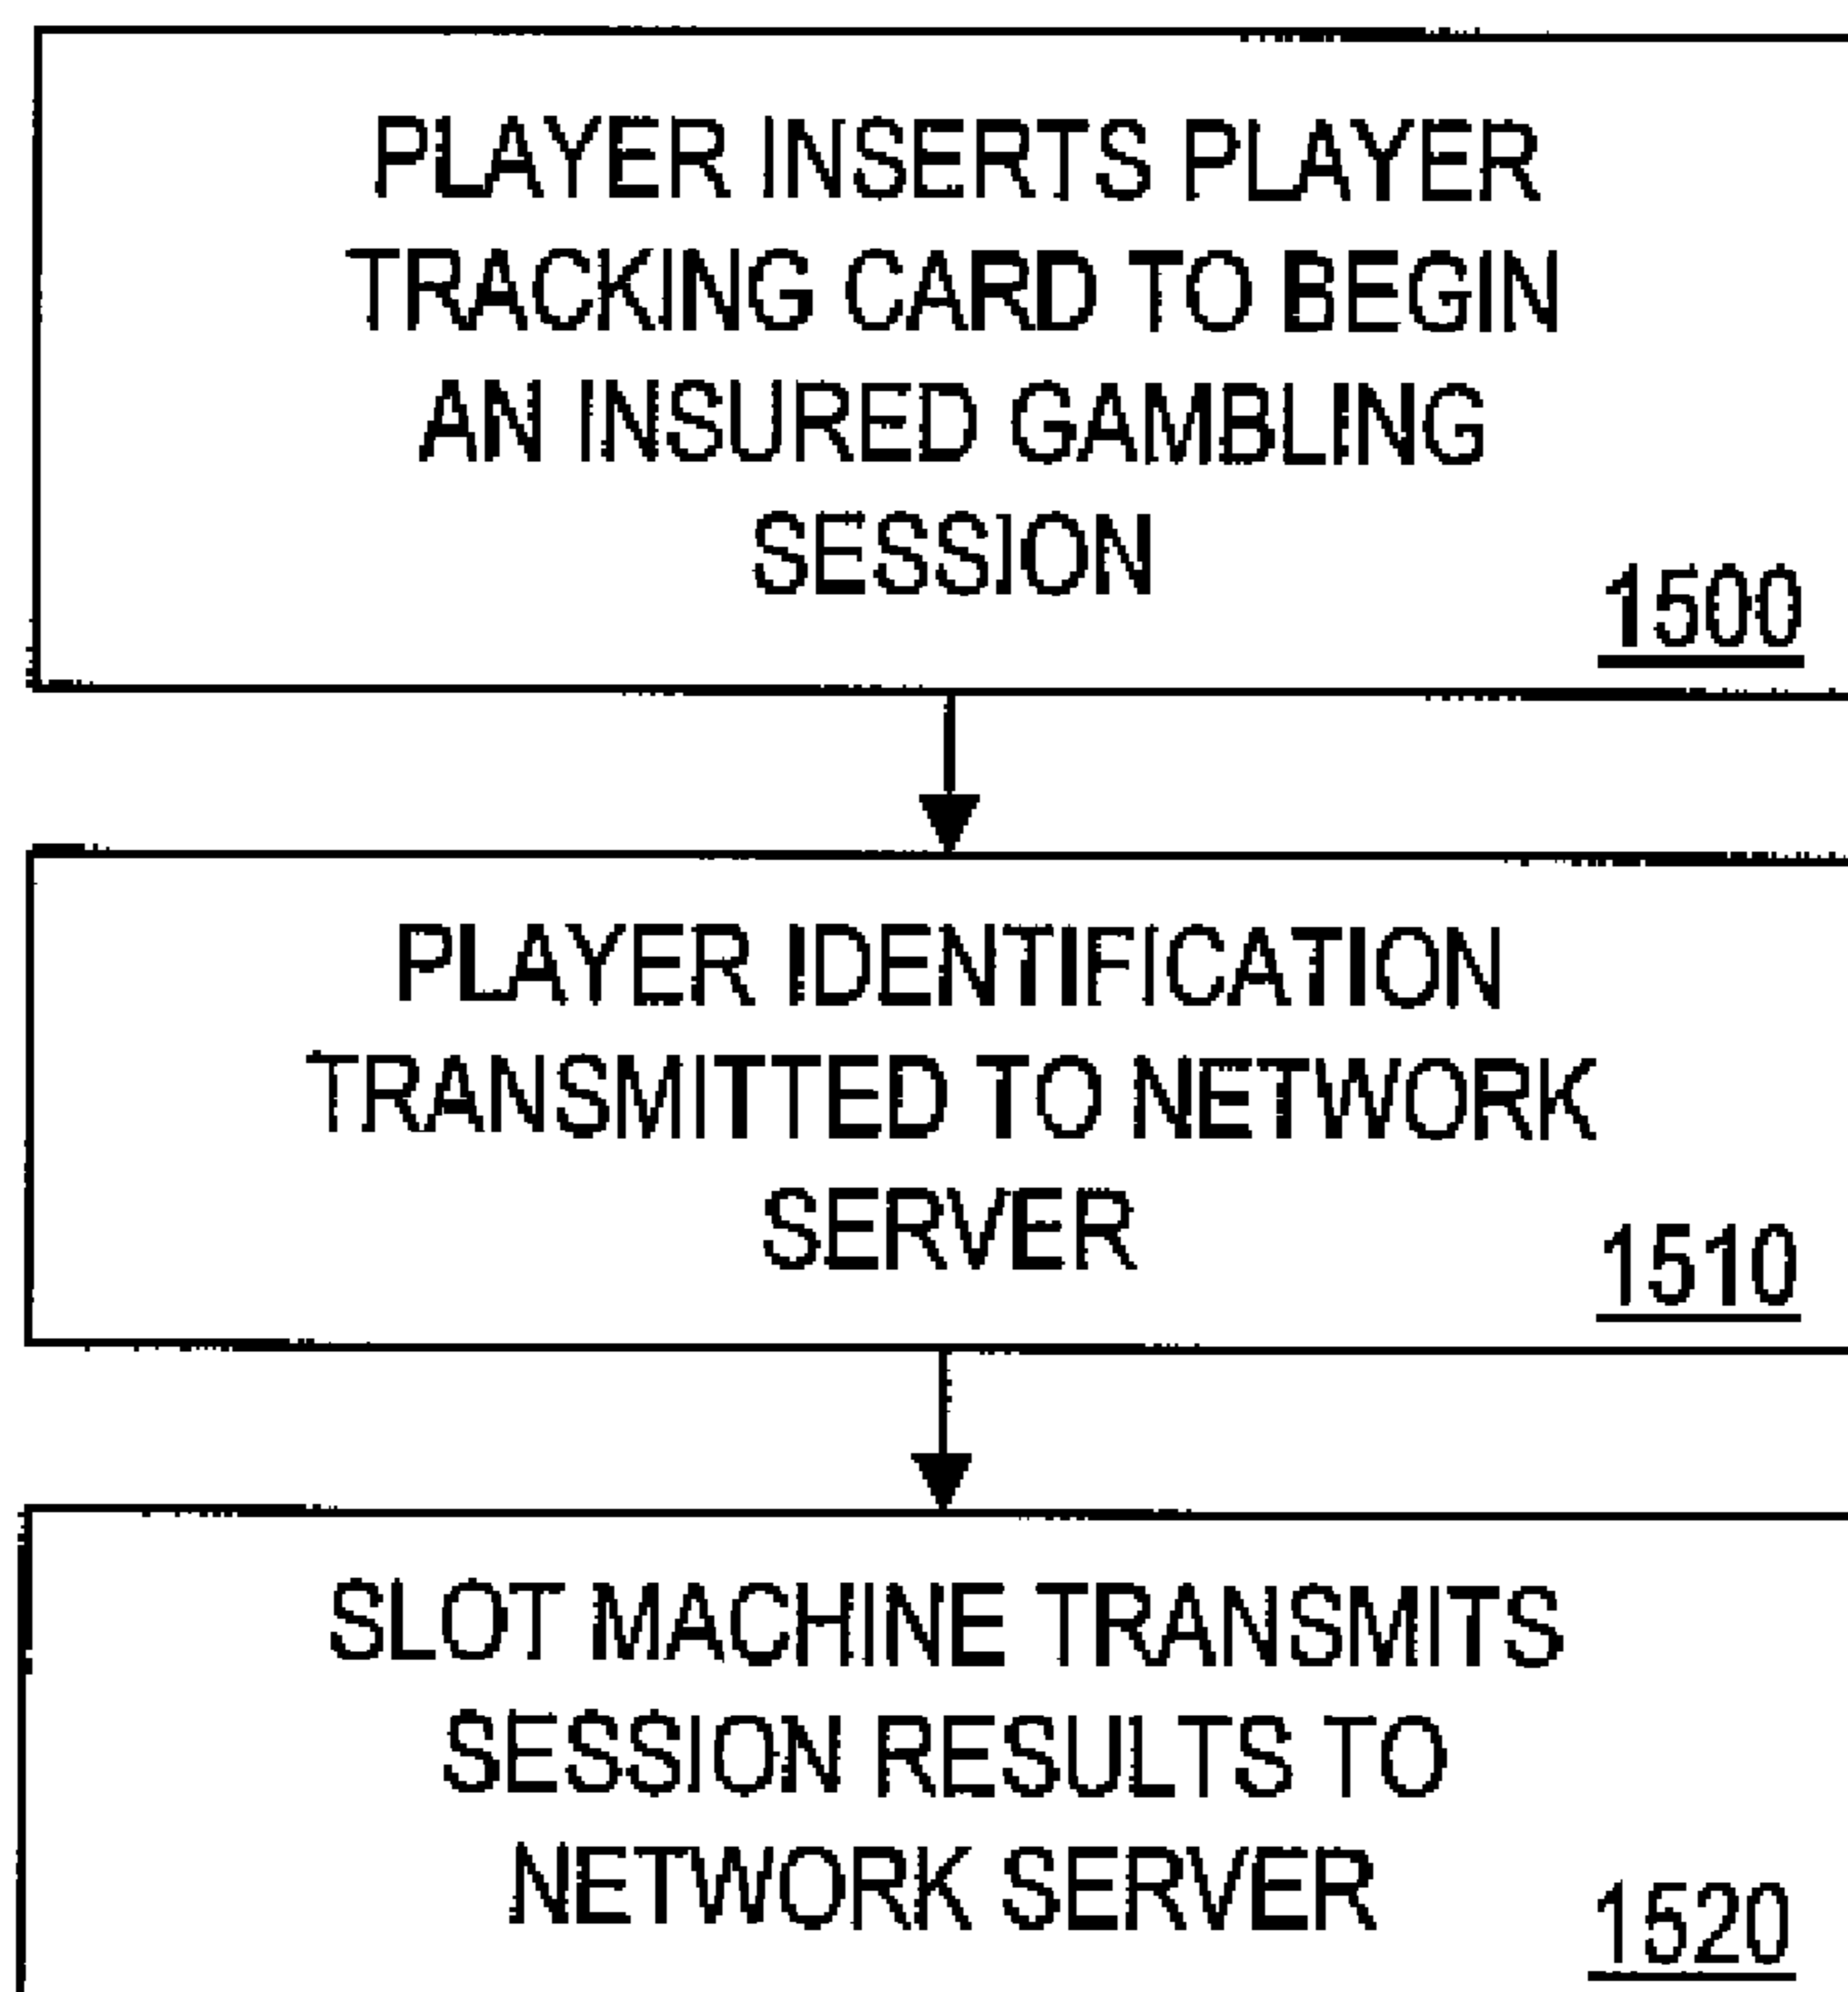 PLAYER INSERTS PLAYER
TRACKING CARD TO BEGIN
AN INSURED GAMBLING
SESSION
1500
PLAYER IDENTIFICATION
TRANSMITTED TO NETWORK
SERVER
1510
SLOT MACHINE TRANSMITS
SESSION RESULTS TO
NETWORK SERVER
1520